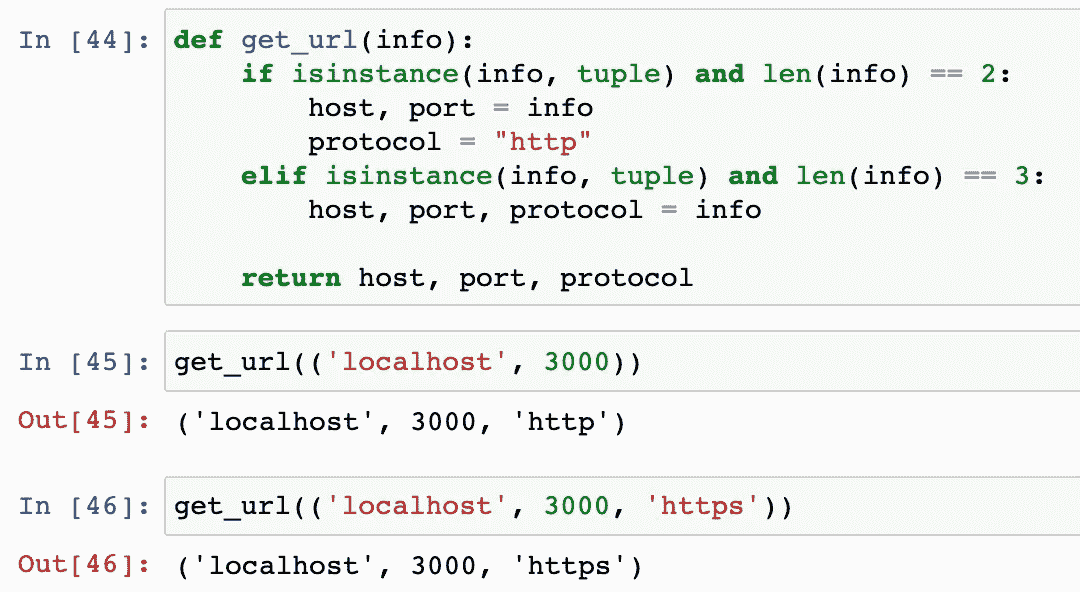 In [44]: def get_url(info):
    if isinstance(info, tuple) and len(info) == 2:
        host, port = info
        protocol = "http"
    elif isinstance(info, tuple) and len(info) == 3:
        host, port, protocol = info
    return host, port, protocol
In [45]: get_url(('localhost', 3000))
Out[45]: ('localhost', 3000, 'http')
In [46]: get_url(('localhost', 3000, 'https'))
Out[46]: ('localhost', 3000, 'https')